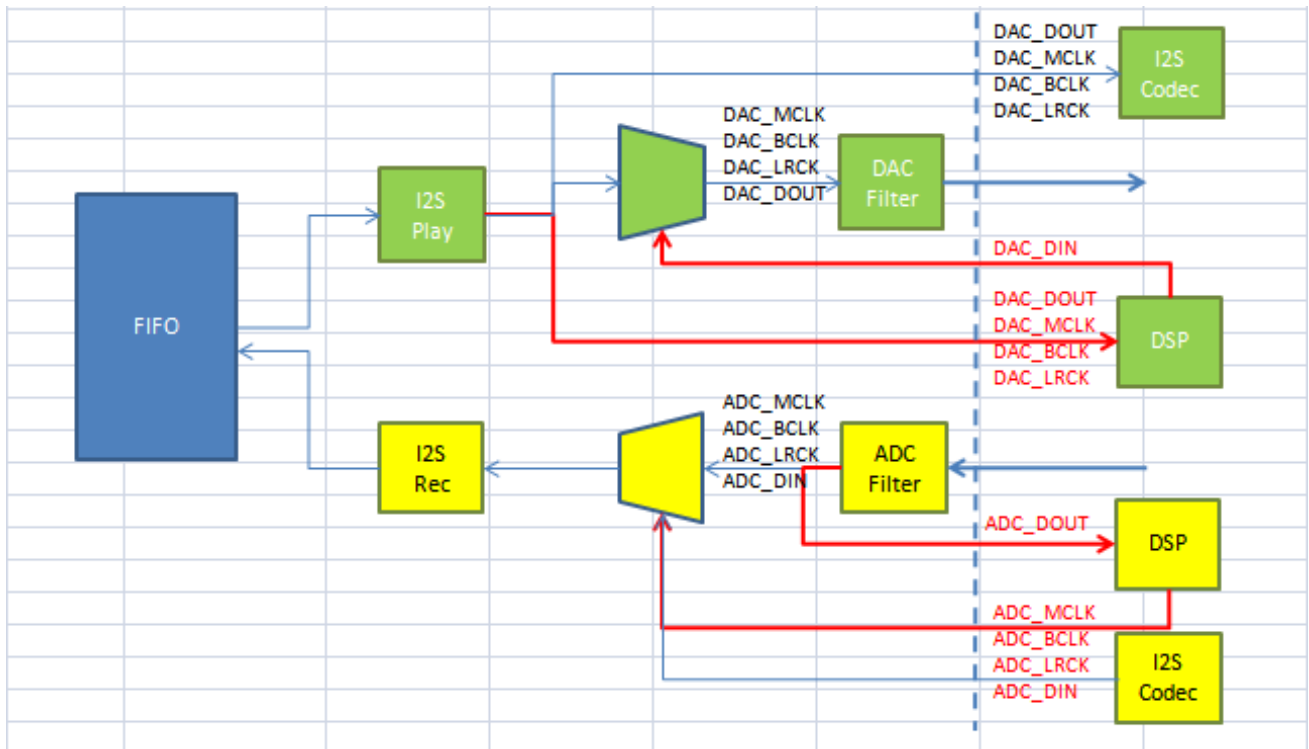 DAC_DOUT
DAC_MCLK
DAC_BCLK
DAC_LRCK
I2S
Codec
DAC_MCLK
DAC_BCLK
DAC_LRCK
DAC_DOUT
DAC
Filter
I2S
Play
DAC_DIN
FIFO
DAC_DOUT
DAC_MCLK
DAC_BCLK
DAC_LRCK
DSP
ADC_MCLK
ADC_BCLK
ADC_LRCK
ADC_DIN
I2S
Rec
ADC
Filter
ADC_DOUT
DSP
ADC_MCLK
ADC_BCLK
ADC_LRCK
ADC_DIN
I2S
Codec